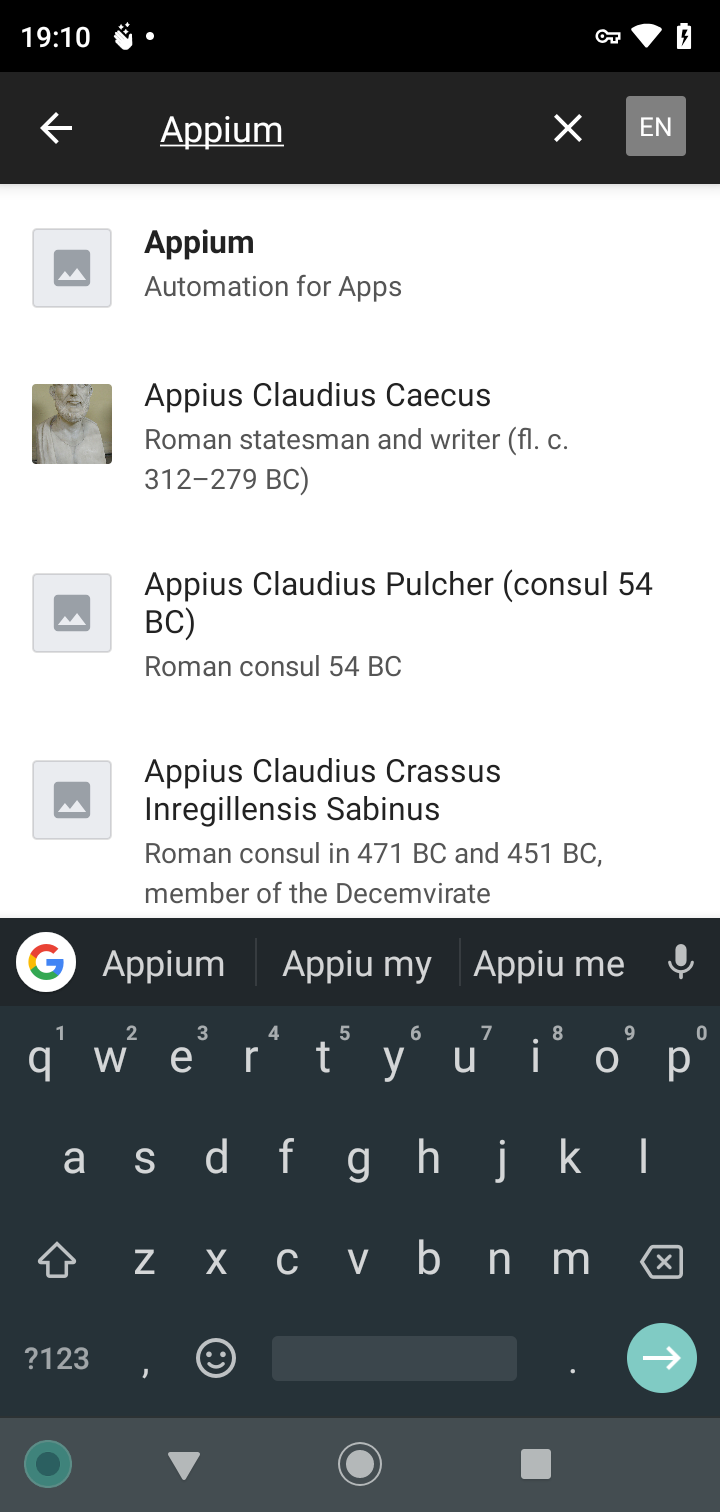 19:10
Appium
EN
Appium
Automation for Apps
Appius Claudius Caecus
Roman statesman and writer (fl. c.
312–279 BC)
Appius Claudius Pulcher (consul 54
BC)
Roman consul 54 BC
Appius Claudius Crassus
Inregillensis Sabinus
Roman consul in 471 BC and 451 BC,
member of the Decemvirate
Appium Appiu my Appiu me
1 2 3 4 5 6 7 8 9 0
q w e r t y u i o p
a s d f g h j k l
z x c v b n m
?123 , .